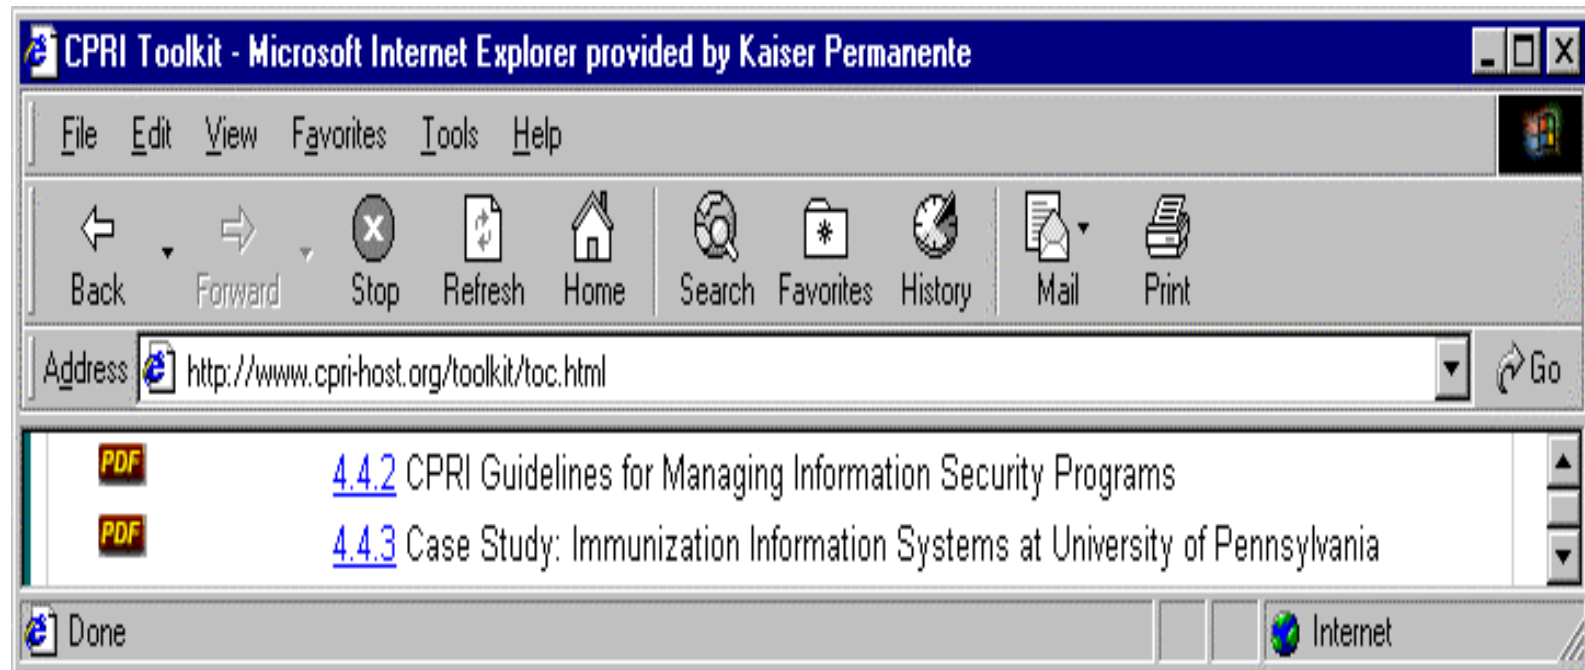 CPRI Toolkit - Microsoft Internet Explorer provided by Kaiser Permanente
File Edit View Favorites Tools Help
Back Forward Stop Refresh Home Search Favorites History Mail Print
Address http://www.cpri-host.org/toolkit/toc.html Go
PDF 4.4.2 CPRI Guidelines for Managing Information Security Programs
PDF 4.4.3 Case Study: Immunization Information Systems at University of Pennsylvania
Done Internet